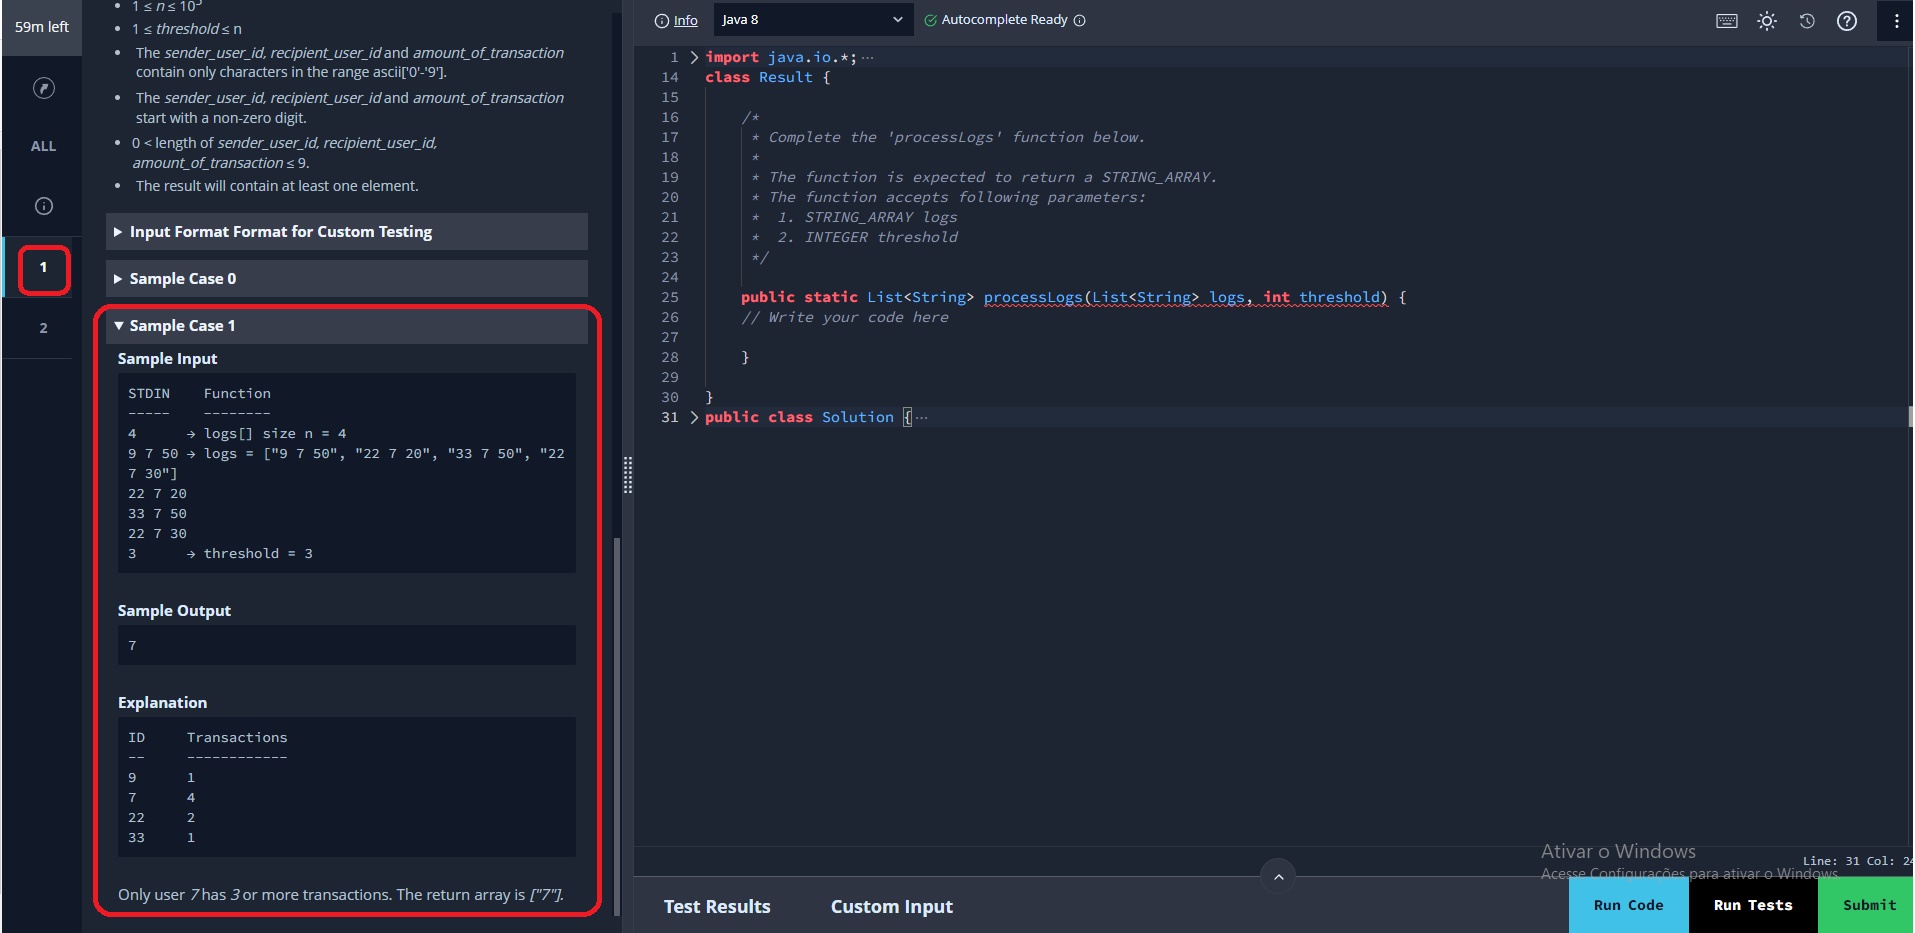 59m left
ALL
1
2
• 1 ≤ n ≤ 10⁵
• 1 ≤ threshold ≤ n
• The sender_user_id, recipient_user_id and amount_of_transaction
contain only characters in the range ascii['0'-'9'].
• The sender_user_id, recipient_user_id and amount_of_transaction
start with a non-zero digit.
• 0 < length of sender_user_id, recipient_user_id,
amount_of_transaction ≤ 9.
• The result will contain at least one element.
▶ Input Format Format for Custom Testing
▶ Sample Case 0
▼ Sample Case 1
Sample Input
STDIN Function
----- --------
4 → logs[] size n = 4
9 7 50 → logs = ["9 7 50", "22 7 20", "33 7 50", "22
7 30"]
22 7 20
33 7 50
22 7 30
3 → threshold = 3
Sample Output
7
Explanation
ID Transactions
-- ------------
9 1
7 4
22 2
33 1
Only user 7 has 3 or more transactions. The return array is ["7"].
Info
Java 8
Autocomplete Ready
1 import java.io.*; ⋯
14 class Result {
15
16 /*
17 * Complete the 'processLogs' function below.
18 *
19 * The function is expected to return a STRING_ARRAY.
20 * The function accepts following parameters:
21 * 1. STRING_ARRAY logs
22 * 2. INTEGER threshold
23 */
24
25 public static List<String> processLogs(List<String> logs, int threshold) {
26 // Write your code here
27
28 }
29
30 }
31 public class Solution { ⋯
Ativar o Windows
Acesse Configurações para ativar o Windows.
Line: 31 Col: 24
Test Results
Custom Input
Run Code
Run Tests
Submit